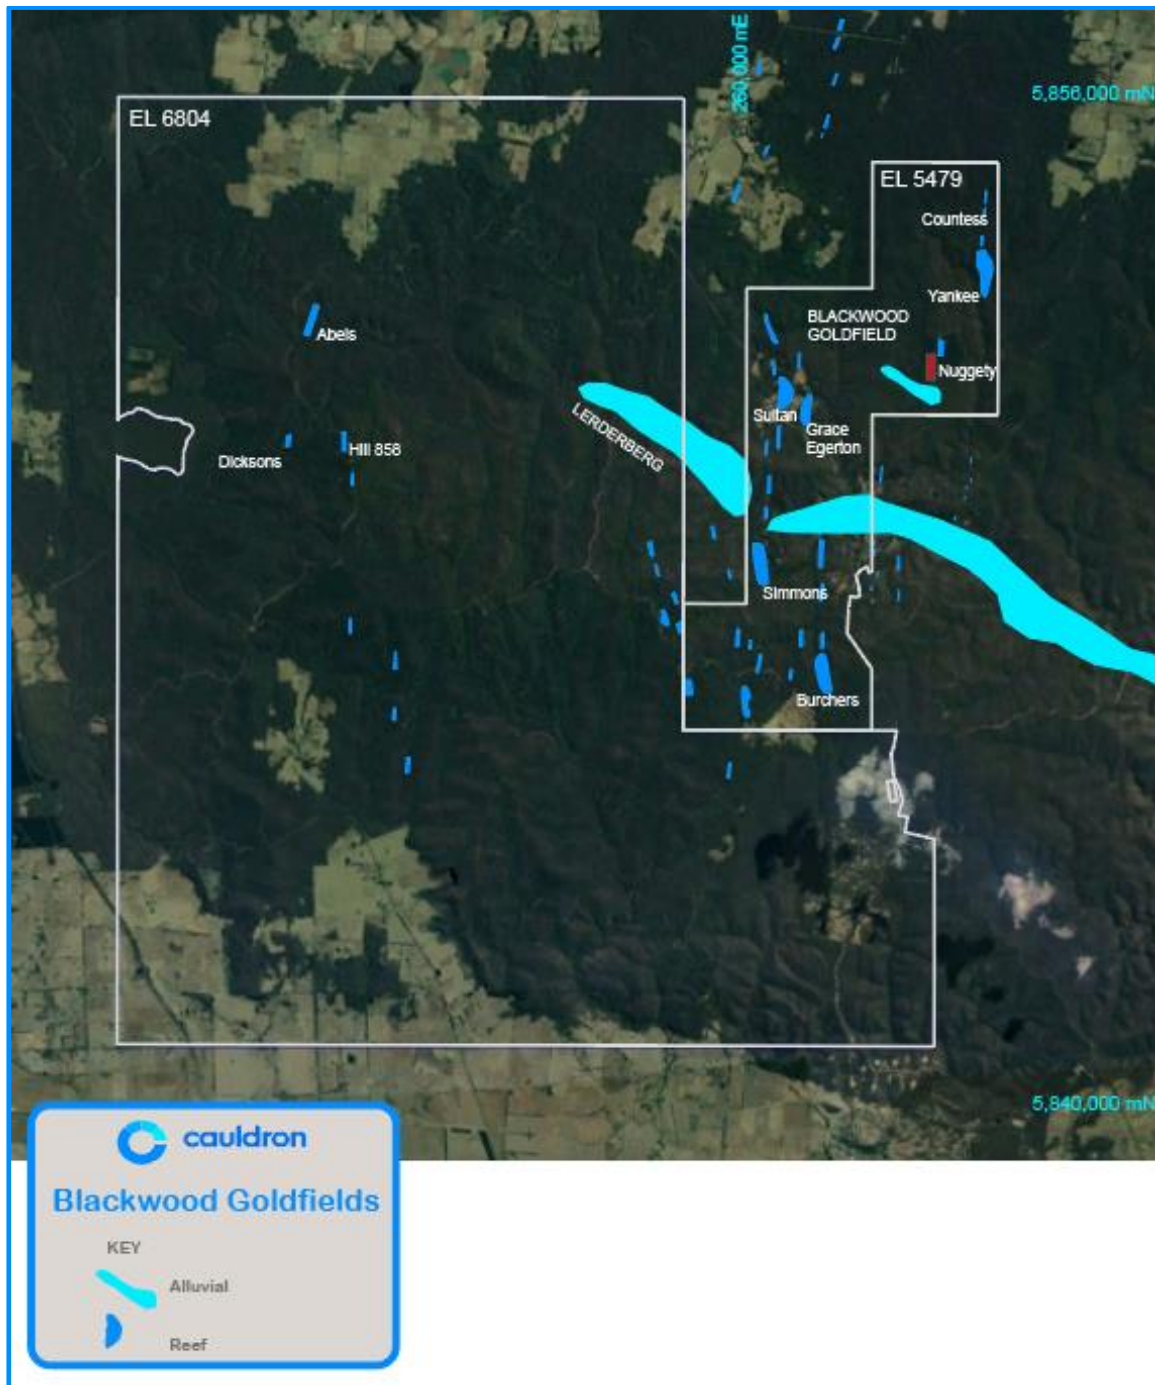 260,000 mE
5,856,000 mN
EL 6804
EL 5479
Countess
Yankee
BLACKWOOD
GOLDFIELD
Abels
Nuggety
LERDERBERG
Sultan
Grace
Egerton
Dicksons
Hill 858
Simmons
Burchers
5,840,000 mN
cauldron
Blackwood Goldfields
KEY
Alluvial
Reef